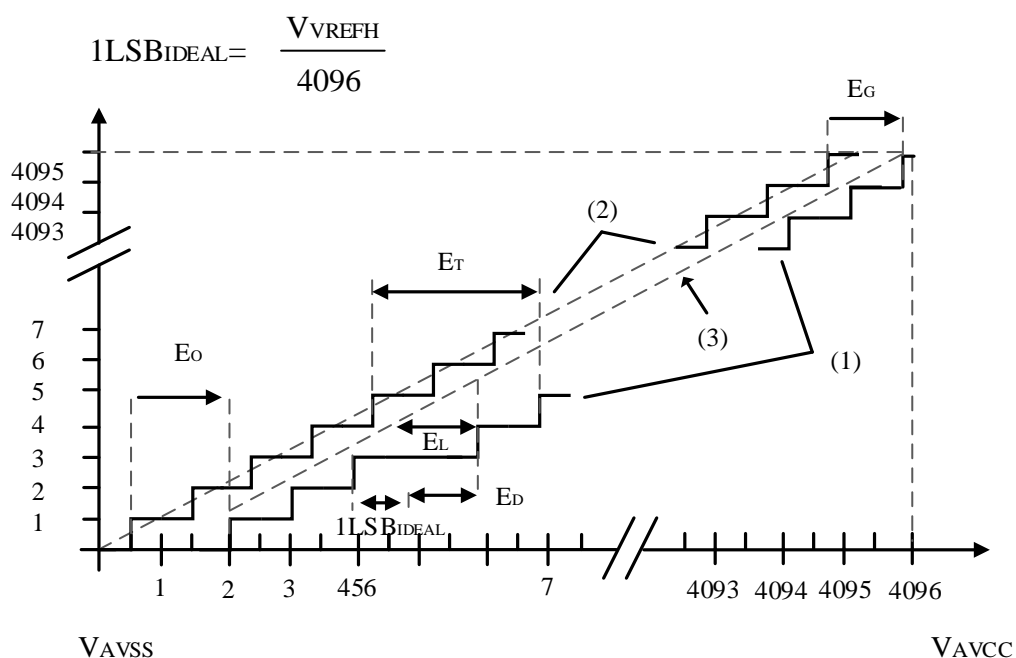 1LSBIDEAL= VVREFH
4096
EG
4095
4094
4093
(2)
ET
(3)
(1)
7
6
5
4
3
2
1
EO
EL
ED
1LSBIDEAL
1 2 3 456 7 4093 4094 4095 4096
VAVSS VAVCC